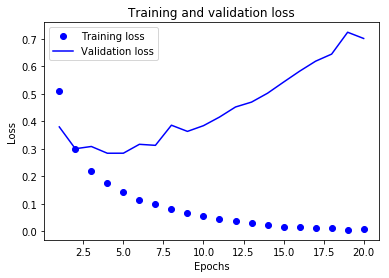 Training and validation loss
Training loss
Validation loss
Loss
0.7
0.6
0.5
0.4
0.3
0.2
0.1
0.0
2.5 5.0 7.5 10.0 12.5 15.0 17.5 20.0
Epochs